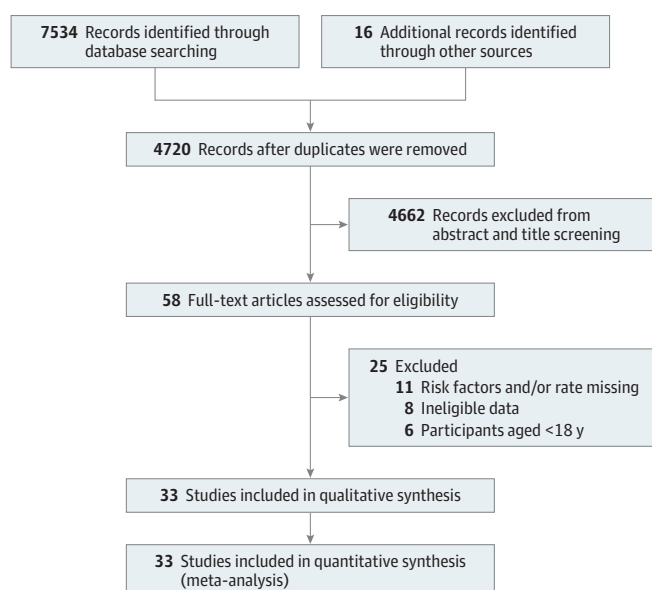 7534 Records identified through
database searching
16 Additional records identified
through other sources
4720 Records after duplicates were removed
4662 Records excluded from
abstract and title screening
58 Full-text articles assessed for eligibility
25 Excluded
11 Risk factors and/or rate missing
8 Ineligible data
6 Participants aged <18 y
33 Studies included in qualitative synthesis
33 Studies included in quantitative synthesis
(meta-analysis)